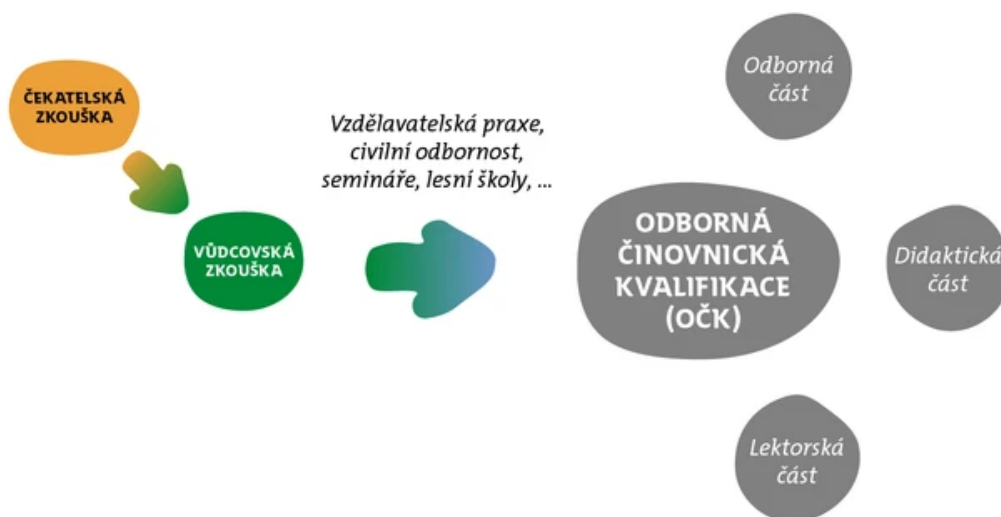 ČEKATELSKÁ
ZKOUŠKA
VŮDCOVSKÁ
ZKOUŠKA
Vzdělavatelská praxe,
civilní odbornost,
semináře, lesní školy, ...
ODBORNÁ
ČINOVNICKÁ
KVALIFIKACE
(OČK)
Odborná
část
Didaktická
část
Lektorská
část